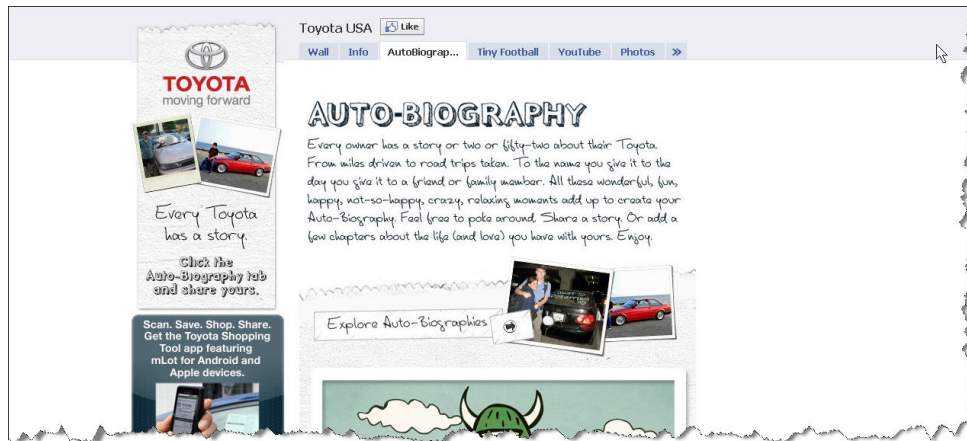 Toyota USA Like
Wall Info AutoBiograp... Tiny Football YouTube Photos »
TOYOTA
moving forward
Every Toyota
has a story.
Click the
Auto-Biography tab
and share yours.
Scan. Save. Shop. Share.
Get the Toyota Shopping
Tool app featuring
mLot for Android and
Apple devices.
AUTO-BIOGRAPHY
Every owner has a story or two or fifty-two about their Toyota.
From miles driven to road trips taken. To the name you give it to the
day you give it to a friend or family member. All these wonderful, fun,
happy, not-so-happy, crazy, relaxing moments add up to create your
Auto-Biography. Feel free to poke around. Share a story. Or add a
few chapters about the life (and love) you have with yours. Enjoy.
Explore Auto-Biographies